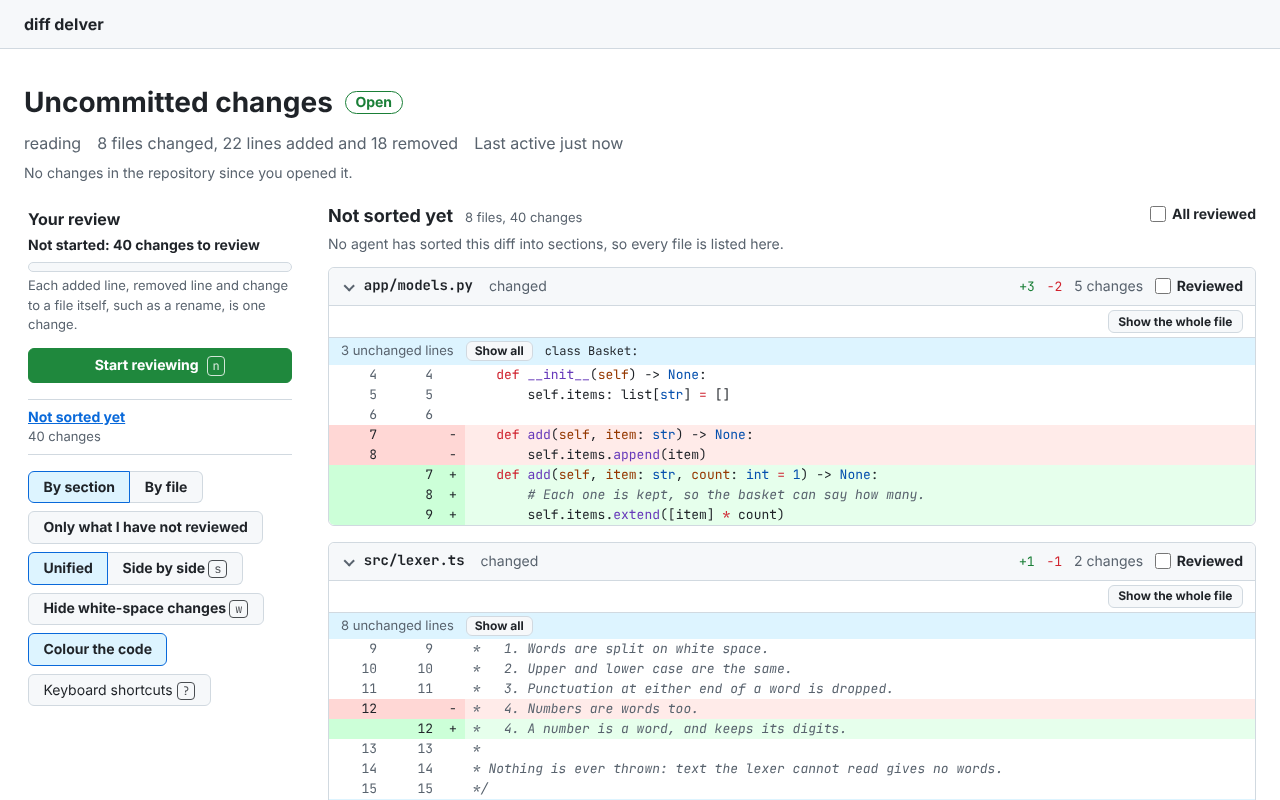 diff delver
Uncommitted changes Open
reading 8 files changed, 22 lines added and 18 removed Last active just now
No changes in the repository since you opened it.
Your review
Not started: 40 changes to review
Each added line, removed line and change
to a file itself, such as a rename, is one
change.
Start reviewing n
Not sorted yet
40 changes
By section By file
Only what I have not reviewed
Unified Side by side s
Hide white-space changes w
Colour the code
Keyboard shortcuts ?
Not sorted yet 8 files, 40 changes All reviewed
No agent has sorted this diff into sections, so every file is listed here.
app/models.py changed +3 -2 5 changes Reviewed
Show the whole file
3 unchanged lines Show all class Basket:
4 4 def __init__(self) -> None:
5 5 self.items: list[str] = []
6 6
7 - def add(self, item: str) -> None:
8 - self.items.append(item)
7 + def add(self, item: str, count: int = 1) -> None:
8 + # Each one is kept, so the basket can say how many.
9 + self.items.extend([item] * count)
src/lexer.ts changed +1 -1 2 changes Reviewed
Show the whole file
8 unchanged lines Show all
9 9 * 1. Words are split on white space.
10 10 * 2. Upper and lower case are the same.
11 11 * 3. Punctuation at either end of a word is dropped.
12 - * 4. Numbers are words too.
12 + * 4. A number is a word, and keeps its digits.
13 13 *
14 14 * Nothing is ever thrown: text the lexer cannot read gives no words.
15 15 */